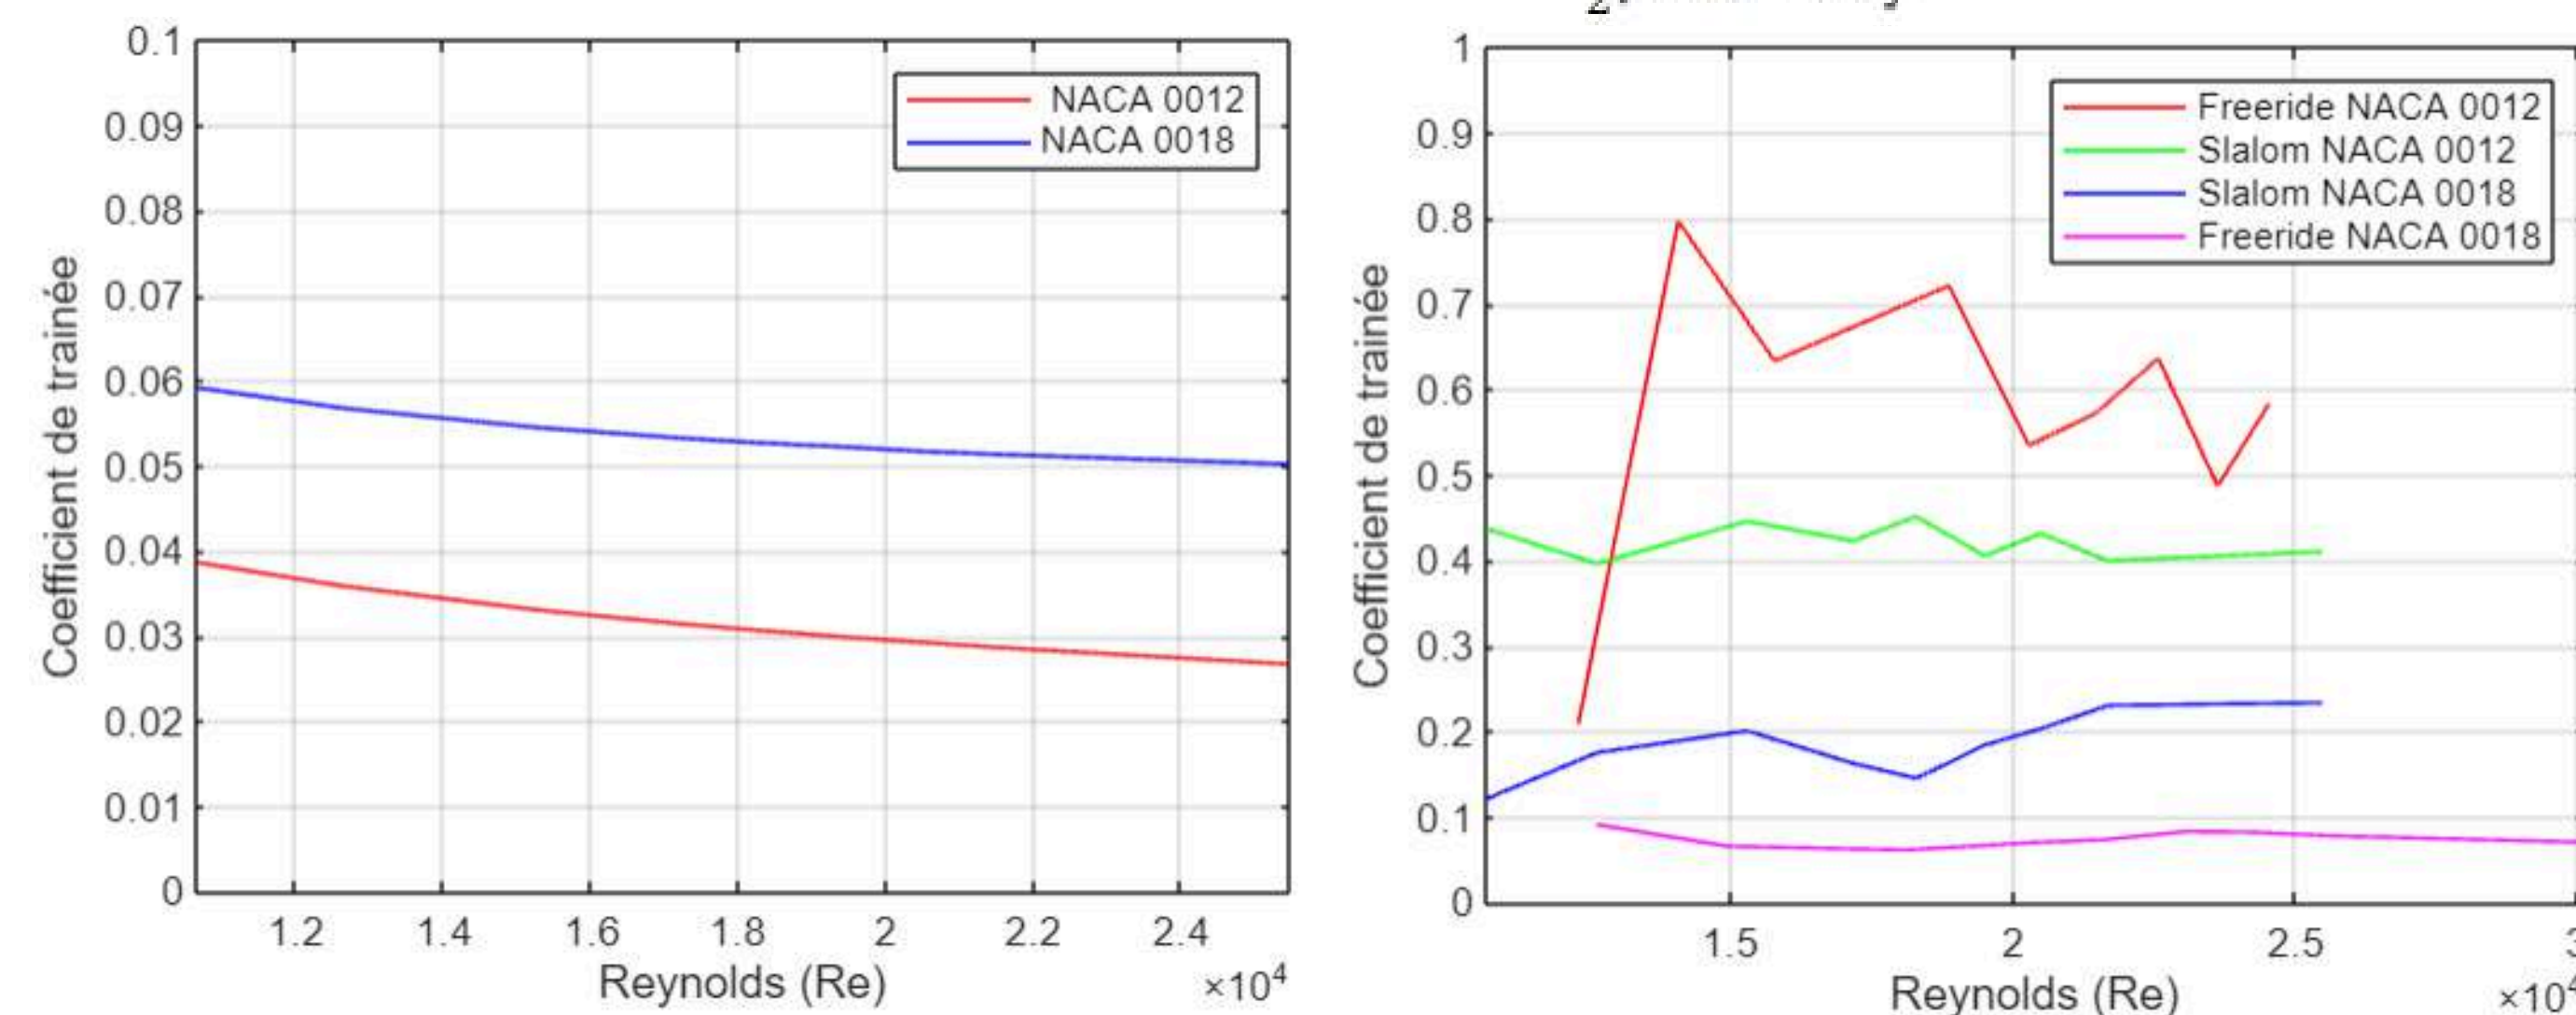 0.1
0.09
0.08
0.07
0.06
0.05
0.04
0.03
0.02
0.01
0
Coefficient de trainée
NACA 0012
NACA 0018
1.2 1.4 1.6 1.8 2 2.2 2.4
Reynolds (Re)
×10⁴
2
1
0.9
0.8
0.7
0.6
0.5
0.4
0.3
0.2
0.1
0
Coefficient de trainée
Freeride NACA 0012
Slalom NACA 0012
Slalom NACA 0018
Freeride NACA 0018
1.5 2 2.5
Reynolds (Re)
×10⁴